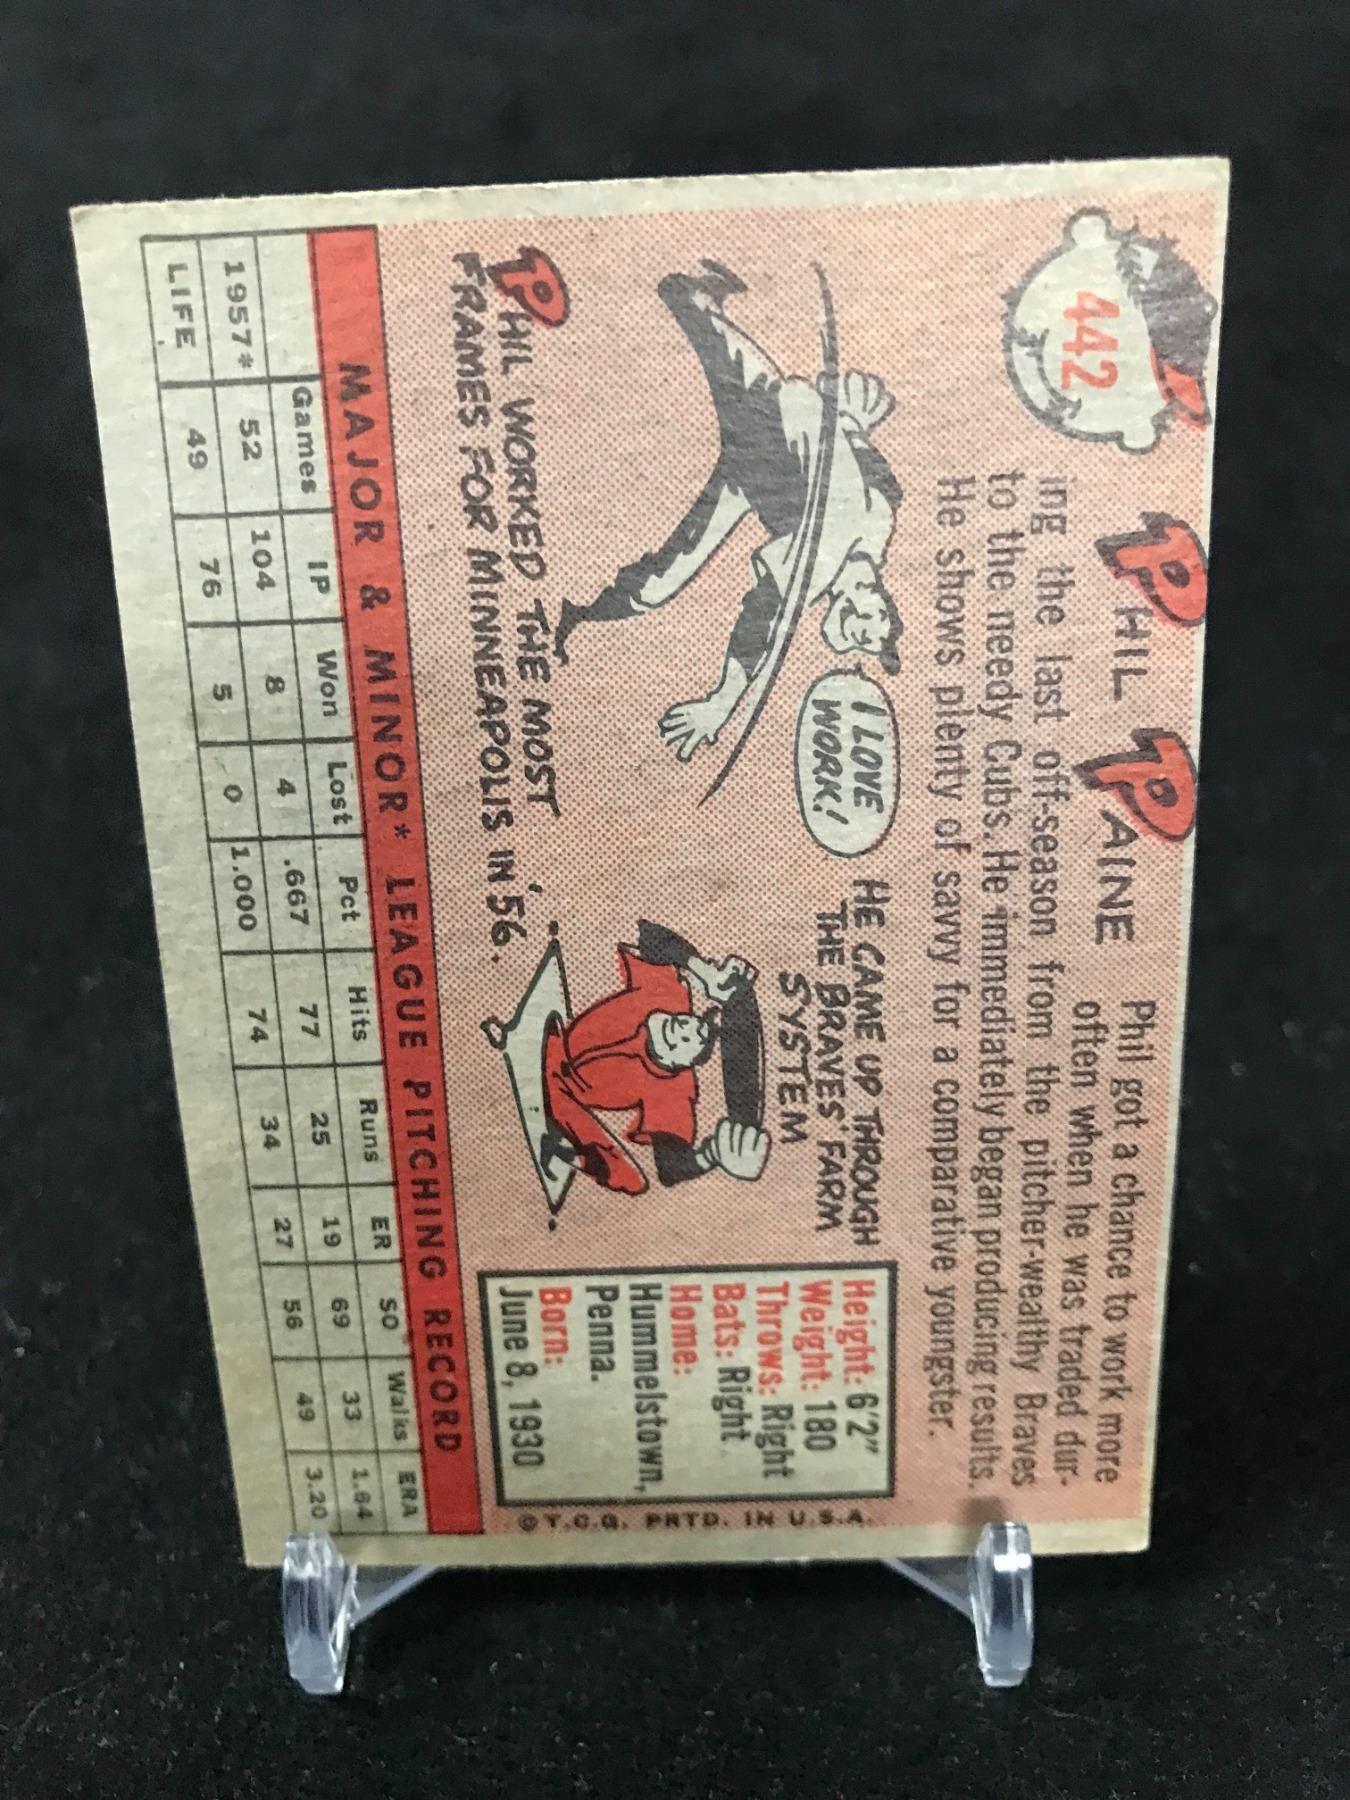 442
PHIL PAINE
Phil got a chance to work more
often when he was traded dur-
ing the last off-season from the pitcher-wealthy Braves
to the needy Cubs. He immediately began producing results.
He shows plenty of savvy for a comparative youngster.
I LOVE
WORK!
PHIL WORKED THE MOST
FRAMES FOR MINNEAPOLIS IN '56.
HE CAME UP THROUGH
THE BRAVES' FARM
SYSTEM
Height: 6'2"
Weight: 180
Throws: Right
Bats: Right
Home:
Hummelstown,
Penna.
Born:
June 8, 1930
© T.C.G. PRTD. IN U.S.A.
MAJOR & MINOR* LEAGUE PITCHING RECORD
Games IP Won Lost Pct Hits Runs ER SO Walks ERA
1957* 52 104 8 4 .667 77 25 19 69 33 1.64
LIFE 49 76 5 0 1.000 74 34 27 56 49 3.20